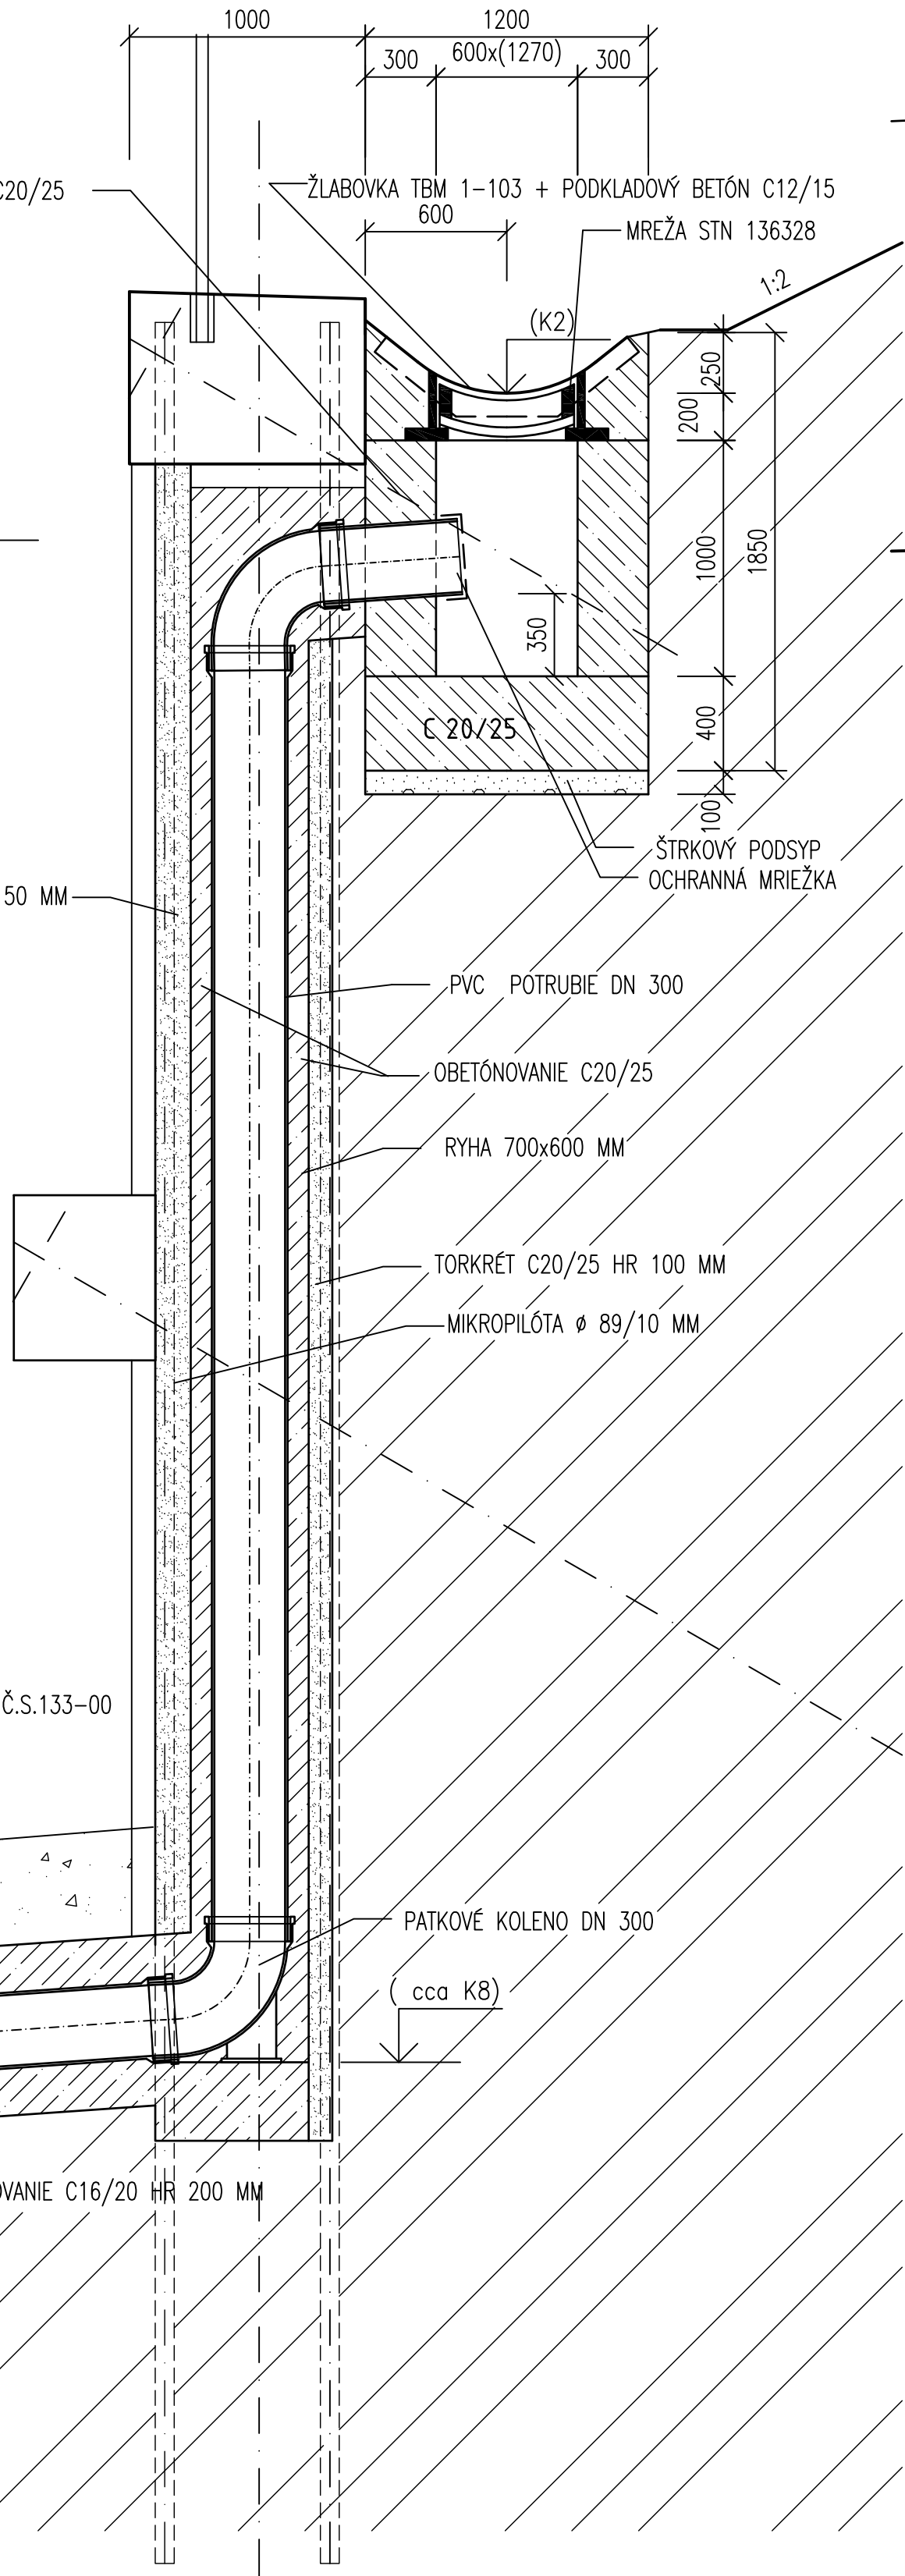 1000
1200
300
600x(1270)
300
C20/25
ŽLABOVKA TBM 1-103 + PODKLADOVÝ BETÓN C12/15
600
MREŽA STN 136328
1:2
(K2)
250
200
1000
1850
350
400
C 20/25
100
ŠTRKOVÝ PODSYP
OCHRANNÁ MRIEŽKA
50 MM
PVC POTRUBIE DN 300
OBETÓNOVANIE C20/25
RYHA 700x600 MM
TORKRÉT C20/25 HR 100 MM
MIKROPILÓTA ø 89/10 MM
Č.S.133-00
PATKOVÉ KOLENO DN 300
( cca K8)
OVANIE C16/20 HR 200 MM